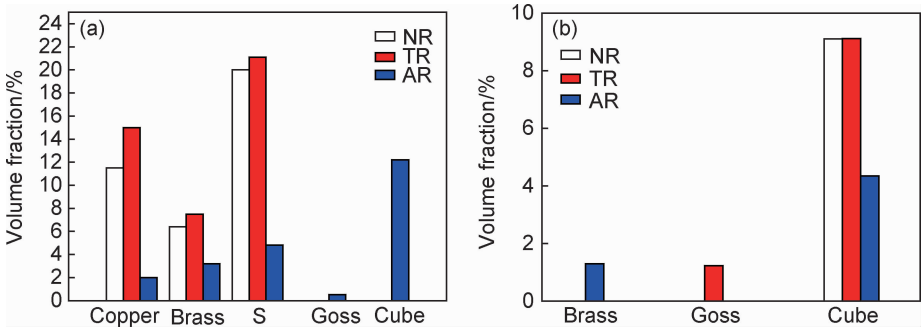 (a)
NR
TR
AR
Volume fraction/%
24
22
20
18
16
14
12
10
8
6
4
2
0
Copper Brass S Goss Cube
(b)
NR
TR
AR
Volume fraction/%
10
8
6
4
2
0
Brass Goss Cube